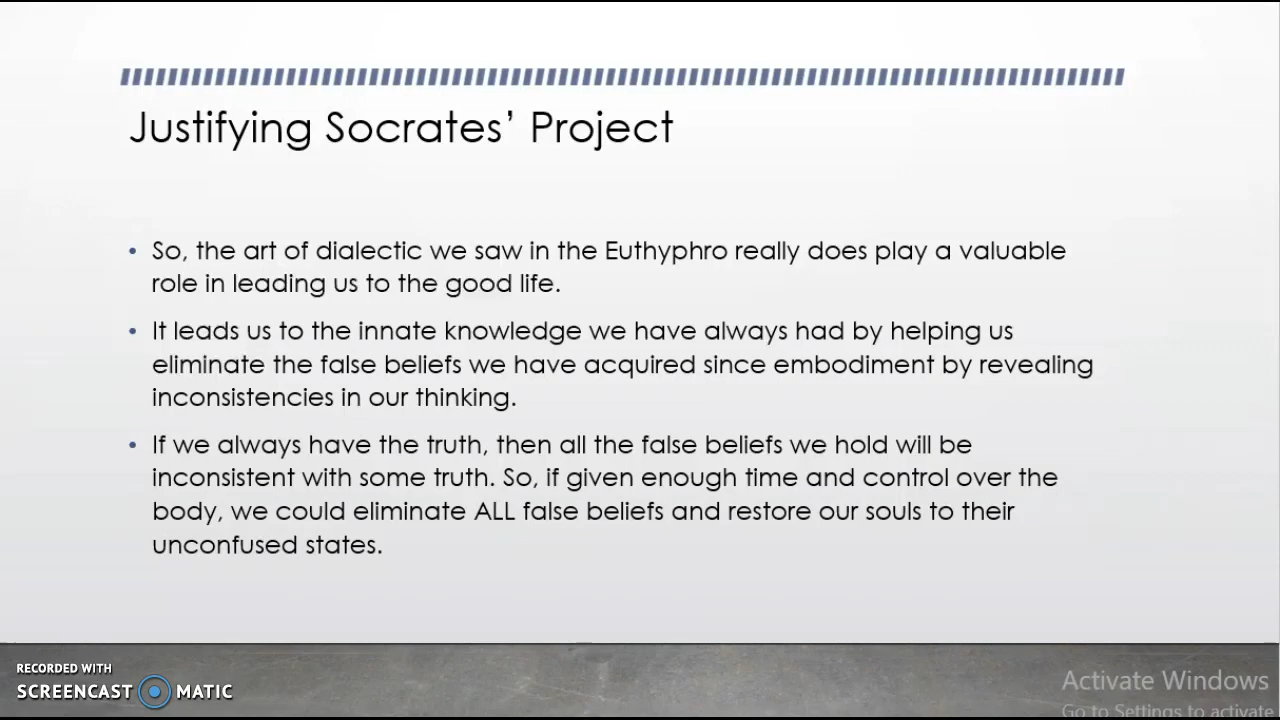 Justifying Socrates’ Project
• So, the art of dialectic we saw in the Euthyphro really does play a valuable
role in leading us to the good life.
• It leads us to the innate knowledge we have always had by helping us
eliminate the false beliefs we have acquired since embodiment by revealing
inconsistencies in our thinking.
• If we always have the truth, then all the false beliefs we hold will be
inconsistent with some truth. So, if given enough time and control over the
body, we could eliminate ALL false beliefs and restore our souls to their
unconfused states.
RECORDED WITH
SCREENCAST MATIC
Activate Windows
Go to Settings to activate